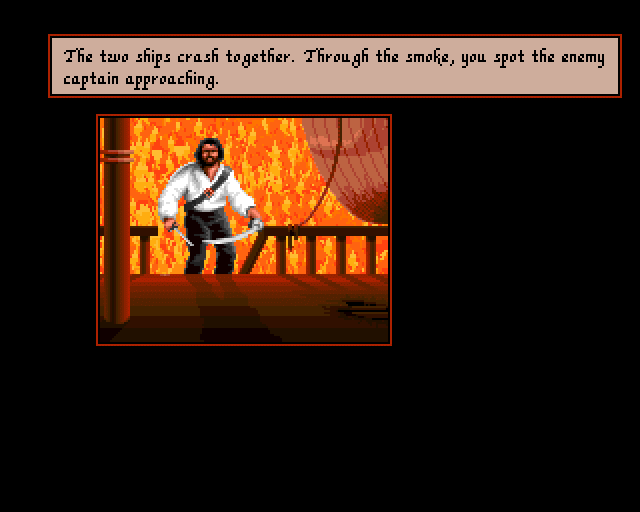 The two ships crash together. Through the smoke, you spot the enemy
captain approaching.